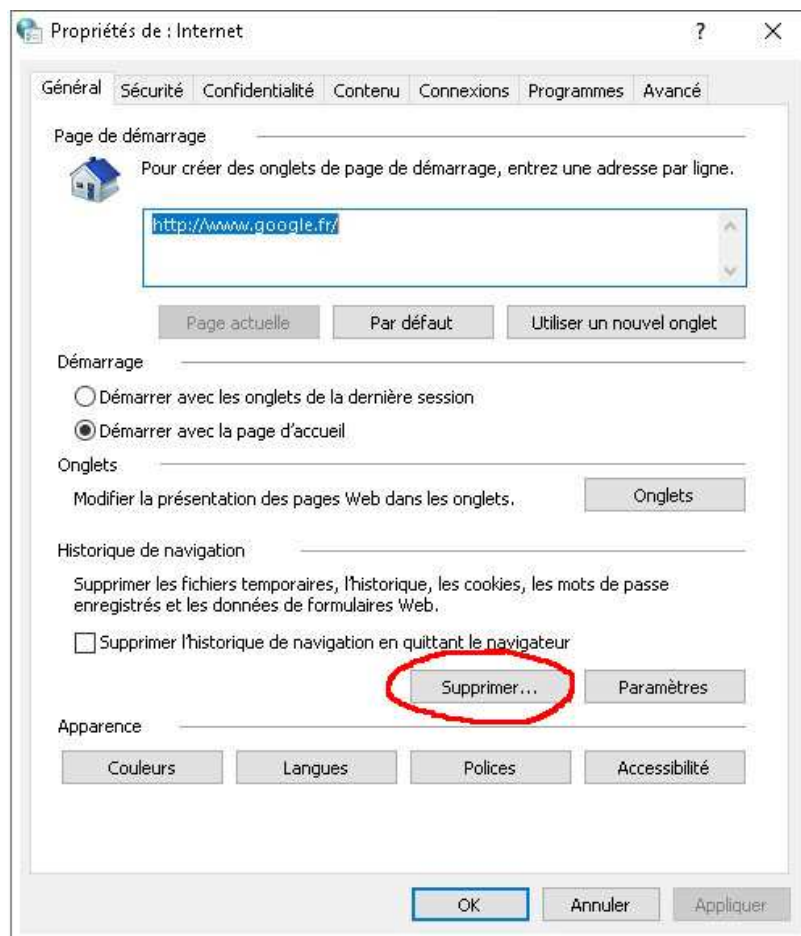 Propriétés de : Internet ? X
Général Sécurité Confidentialité Contenu Connexions Programmes Avancé
Page de démarrage
Pour créer des onglets de page de démarrage, entrez une adresse par ligne.
http://www.google.fr/
Page actuelle Par défaut Utiliser un nouvel onglet
Démarrage
Démarrer avec les onglets de la dernière session
Démarrer avec la page d'accueil
Onglets
Modifier la présentation des pages Web dans les onglets. Onglets
Historique de navigation
Supprimer les fichiers temporaires, l'historique, les cookies, les mots de passe
enregistrés et les données de formulaires Web.
Supprimer l'historique de navigation en quittant le navigateur
Supprimer... Paramètres
Apparence
Couleurs Langues Polices Accessibilité
OK Annuler Appliquer